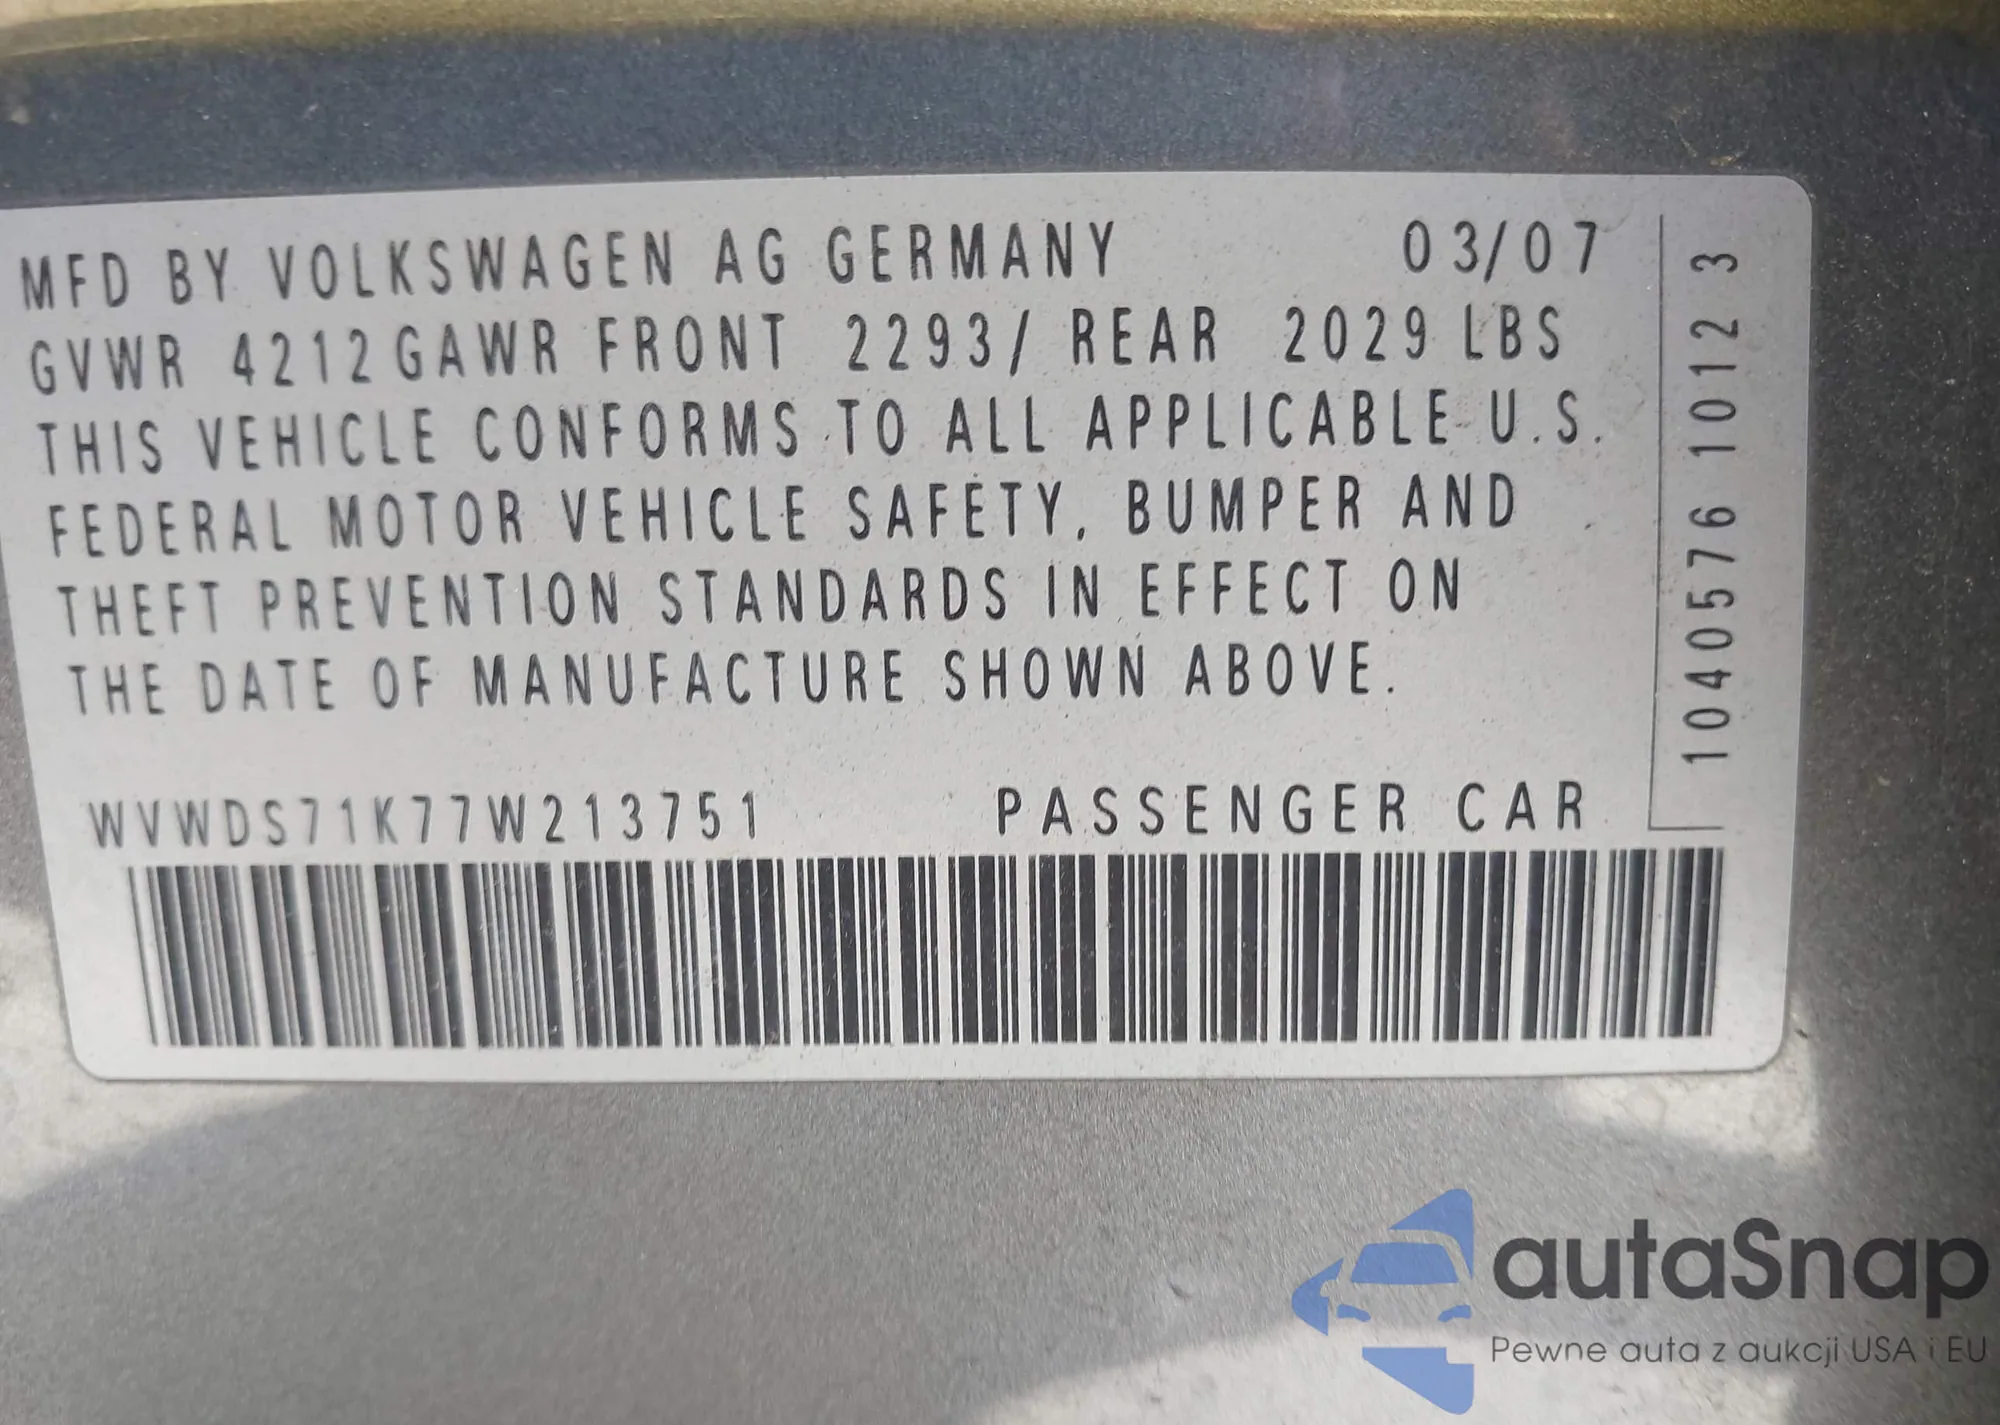 MFD BY VOLKSWAGEN AG GERMANY 03/07
GVWR 4212 GAWR FRONT 2293/ REAR 2029 LBS
THIS VEHICLE CONFORMS TO ALL APPLICABLE U.S.
FEDERAL MOTOR VEHICLE SAFETY, BUMPER AND
THEFT PREVENTION STANDARDS IN EFFECT ON
THE DATE OF MANUFACTURE SHOWN ABOVE.
WVWDS71K77W213751 PASSENGER CAR
1040576 1012 3
autaSnap
Pewne auta z aukcji USA i EU